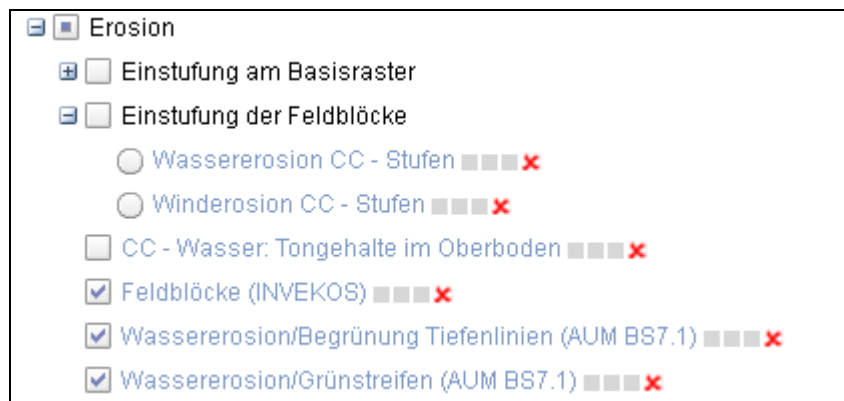 Erosion
Einstufung am Basisraster
Einstufung der Feldblöcke
Wassererosion CC - Stufen
Winderosion CC - Stufen
CC - Wasser: Tongehalte im Oberboden
Feldblöcke (INVEKOS)
Wassererosion/Begrünung Tiefenlinien (AUM BS7.1)
Wassererosion/Grünstreifen (AUM BS7.1)